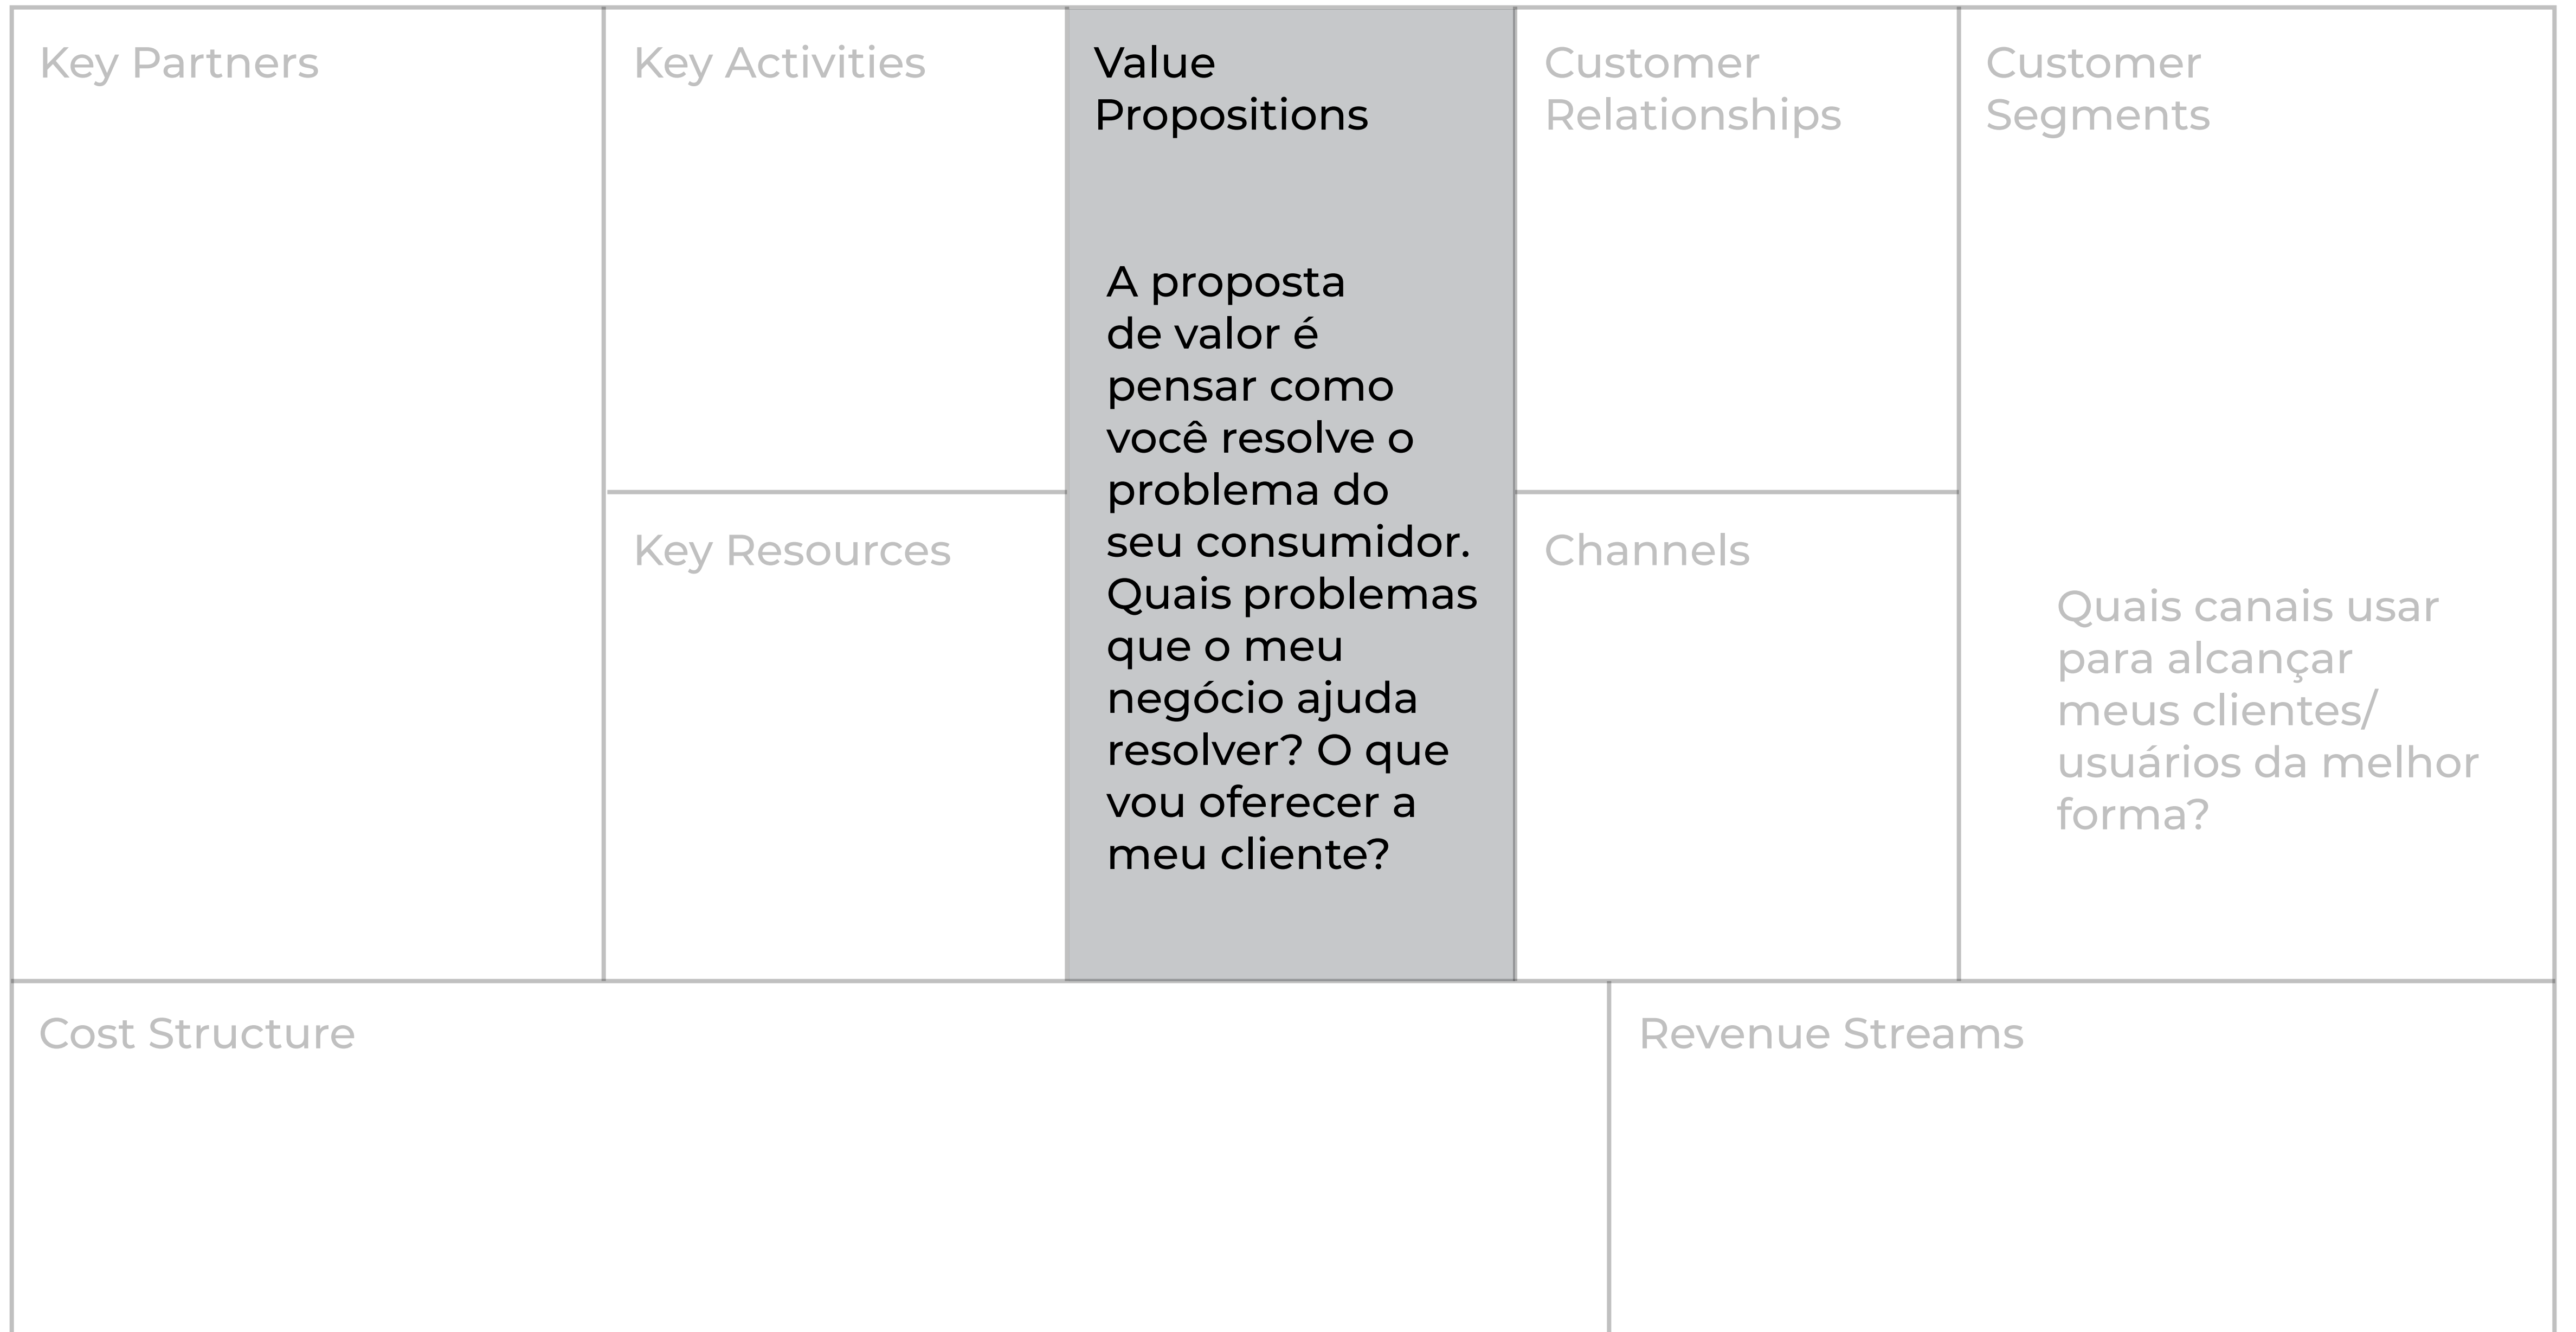 Key Partners
Key Activities
Key Resources
Value
Propositions
A proposta
de valor é
pensar como
você resolve o
problema do
seu consumidor.
Quais problemas
que o meu
negócio ajuda
resolver? O que
vou oferecer a
meu cliente?
Customer
Relationships
Channels
Customer
Segments
Quais canais usar
para alcançar
meus clientes/
usuários da melhor
forma?
Cost Structure
Revenue Streams